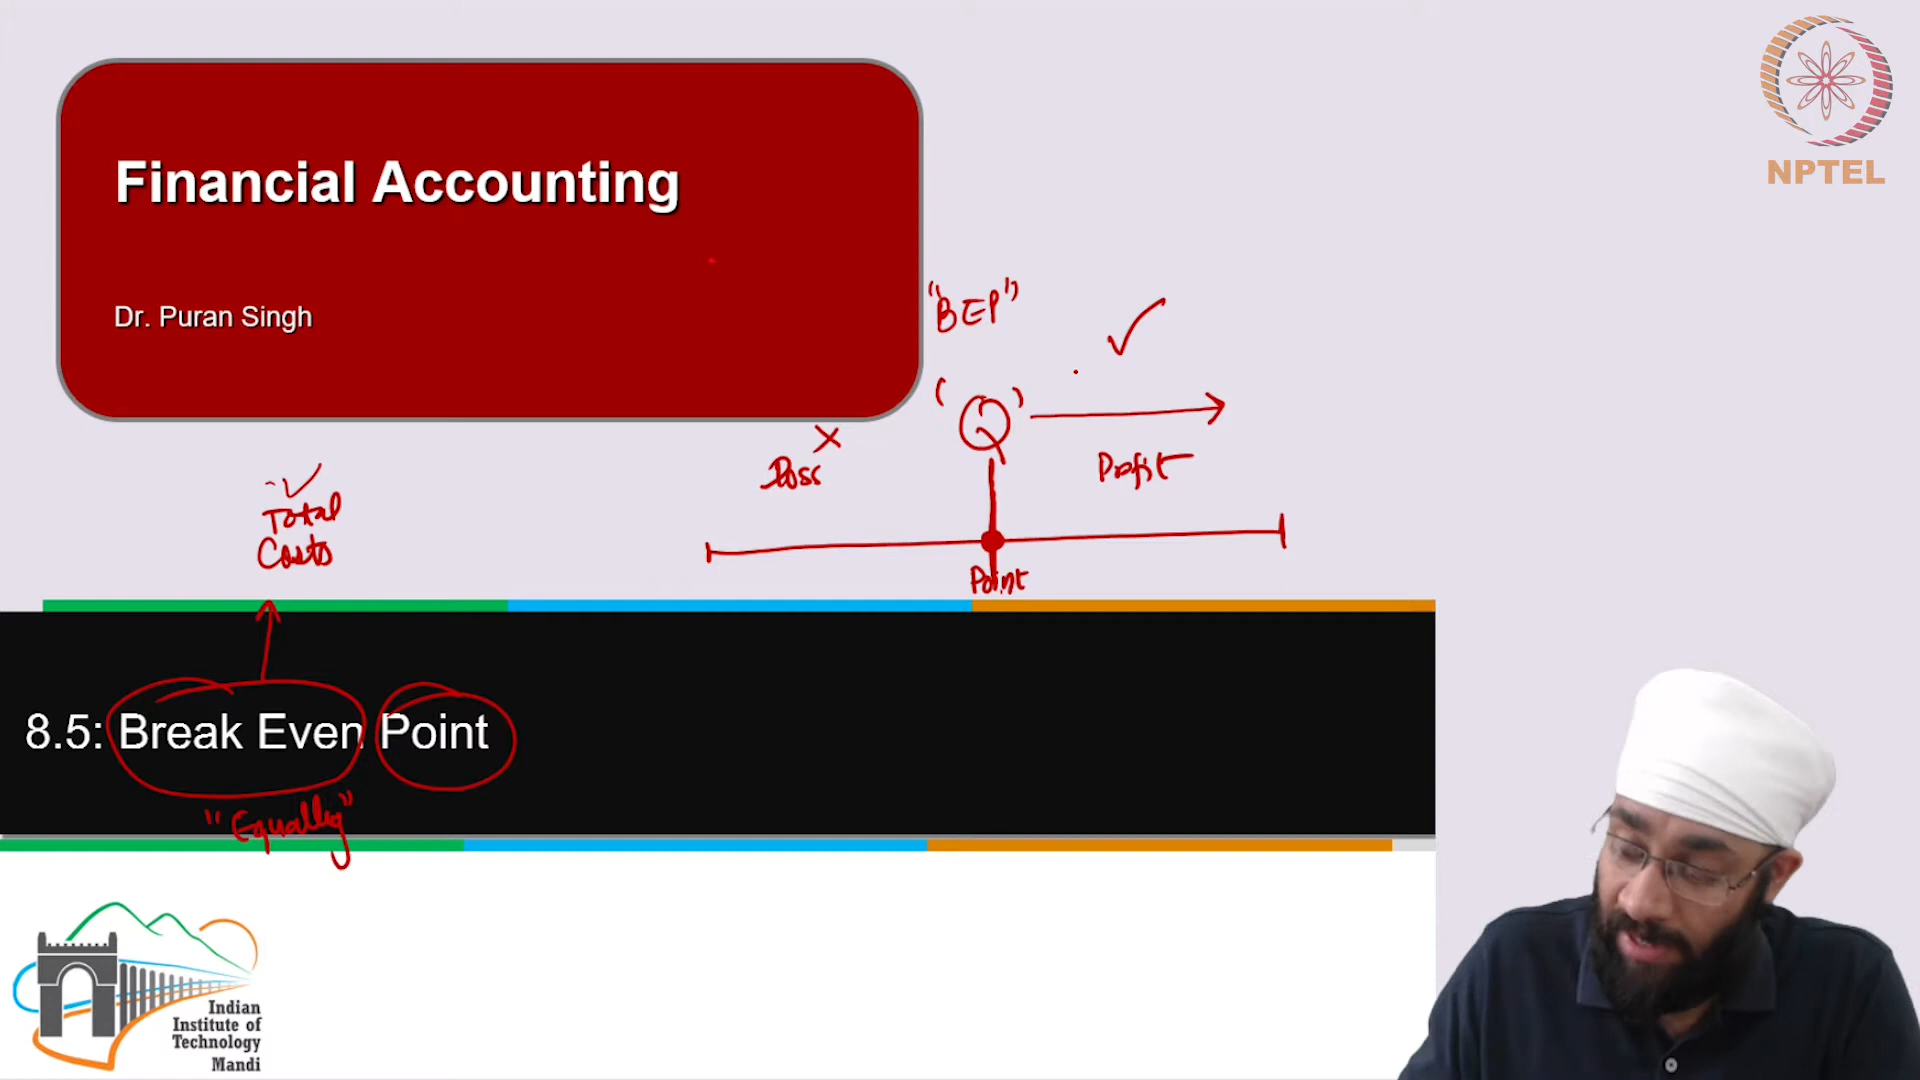 NPTEL
Financial Accounting
Dr. Puran Singh
"BEP"
(Q)
Loss
Profit
Total
Costs
Point
8.5: Break Even Point
"Equally"
Indian
Institute of
Technology
Mandi